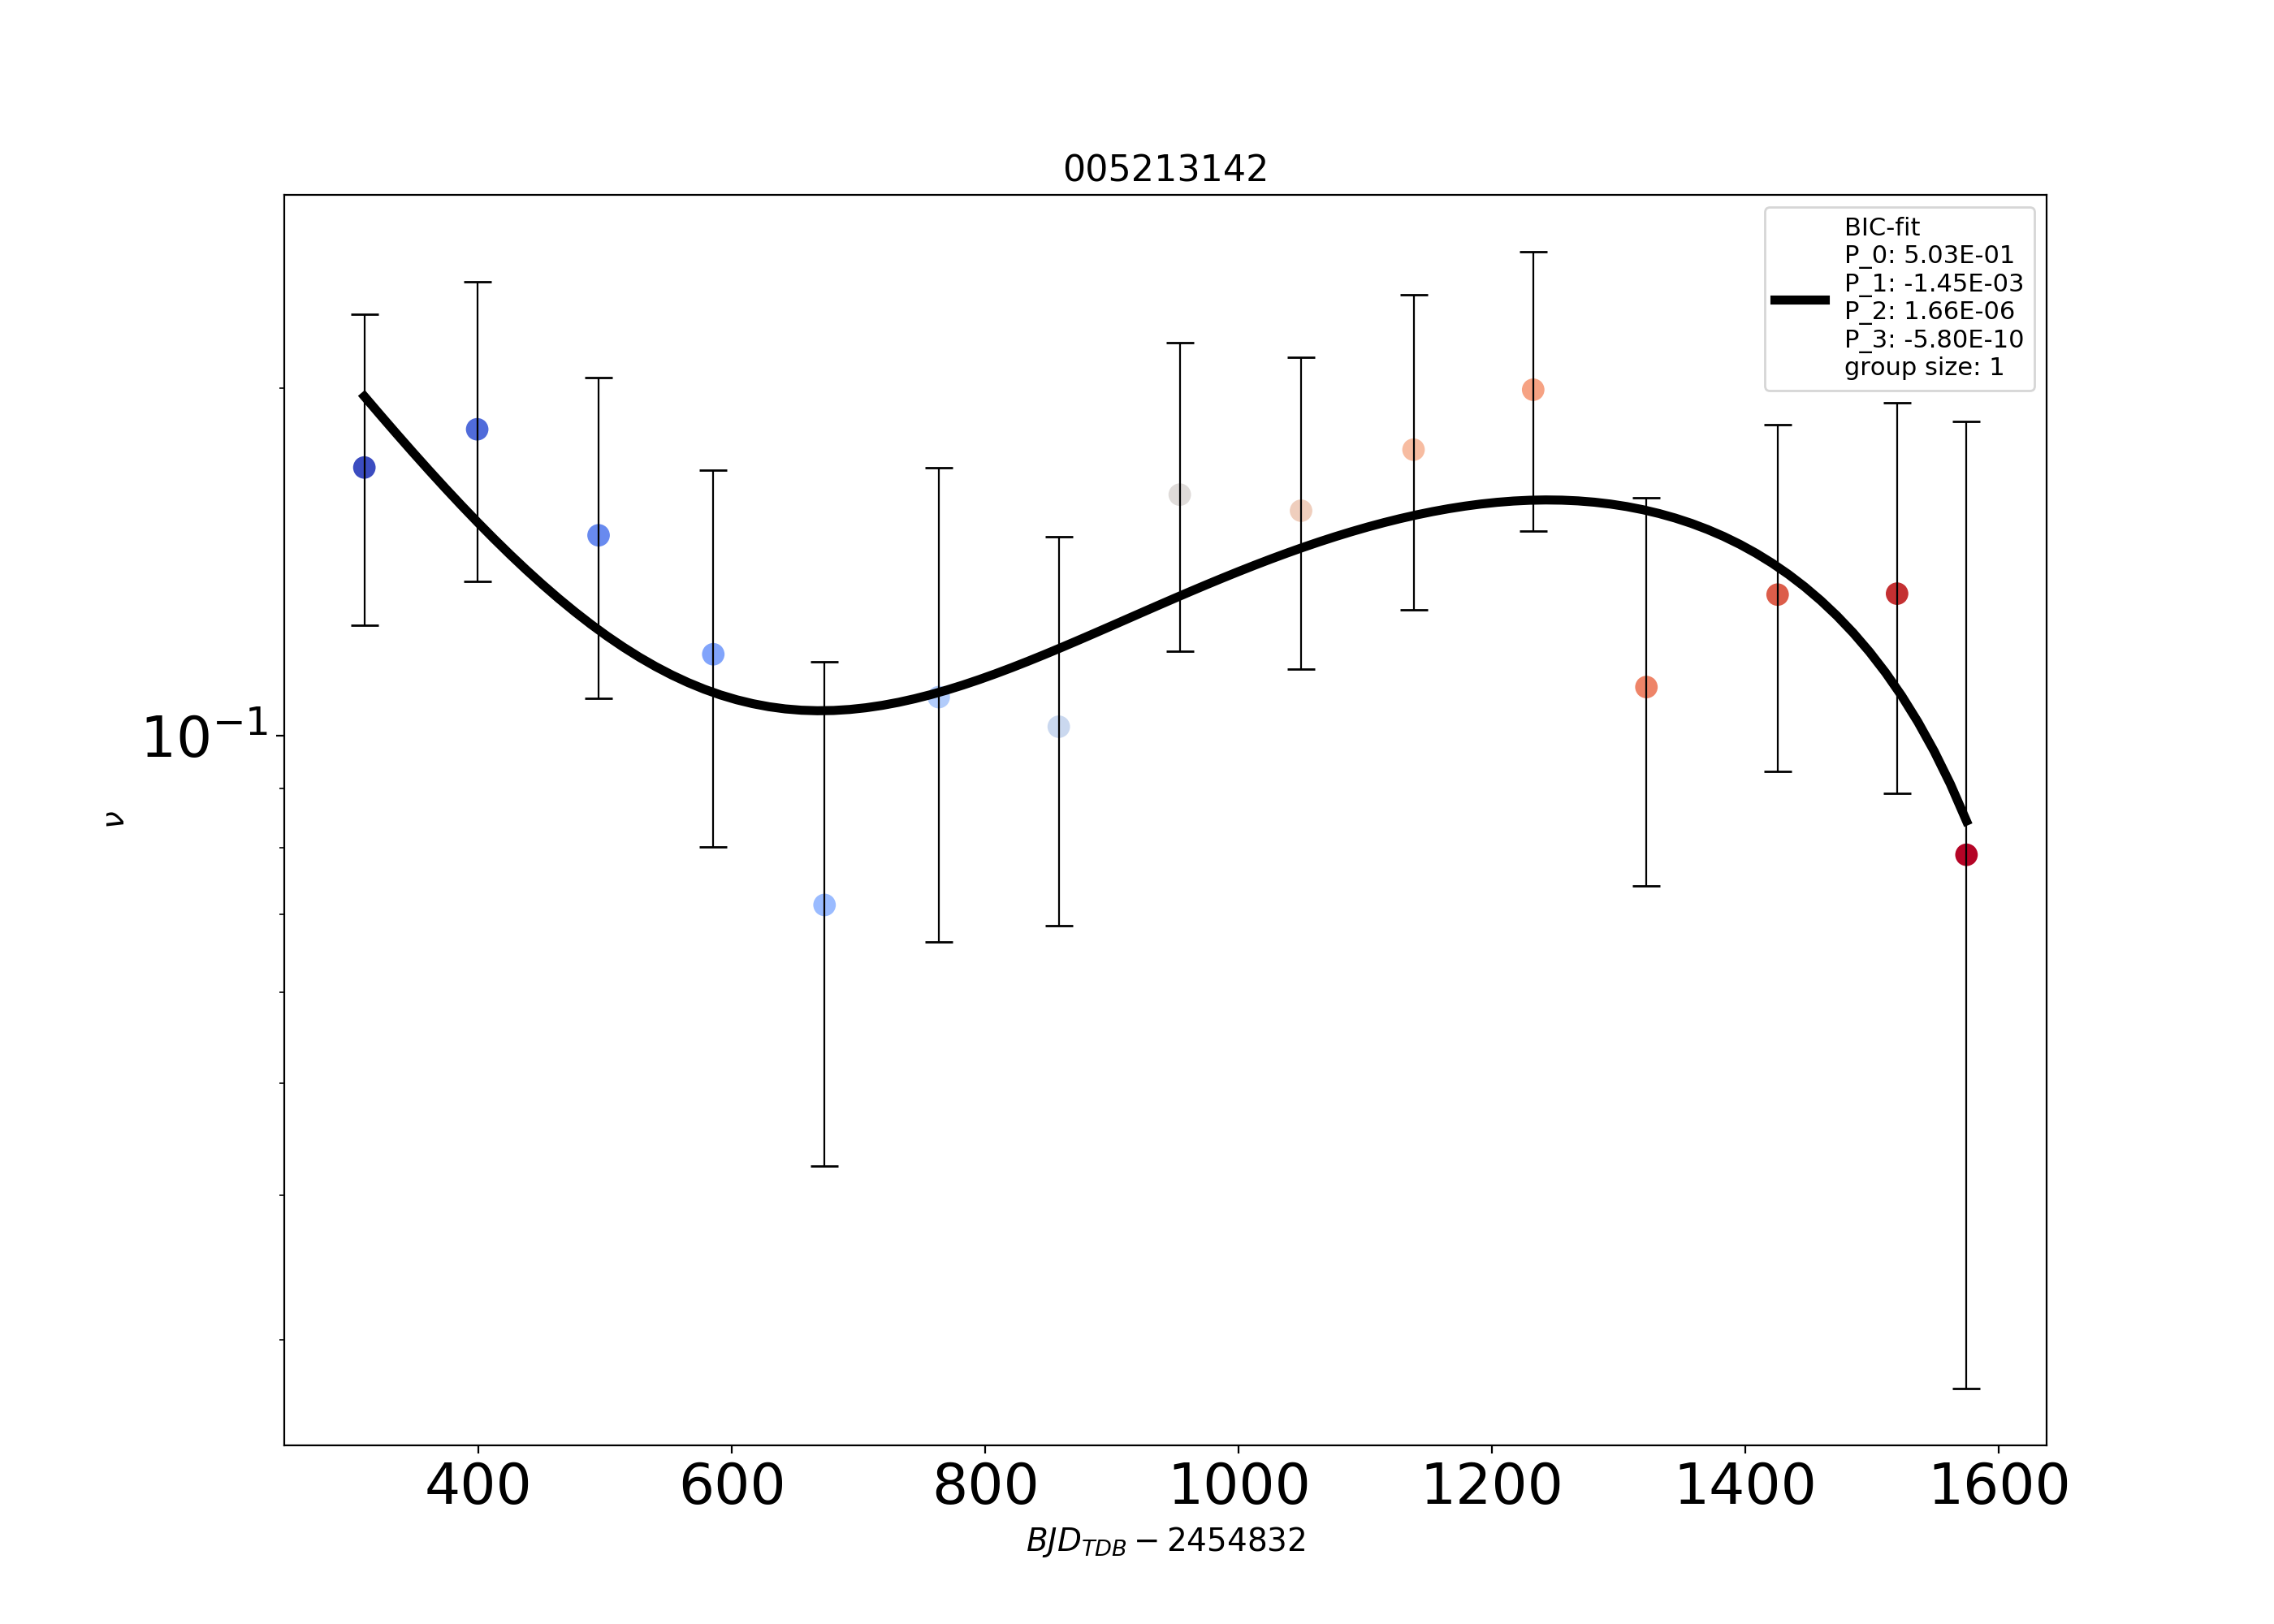 005213142
BIC-fit
P_0: 5.03E-01
P_1: -1.45E-03
P_2: 1.66E-06
P_3: -5.80E-10
group size: 1
10⁻¹
ν
400 600 800 1000 1200 1400 1600
BJD_TDB − 2454832